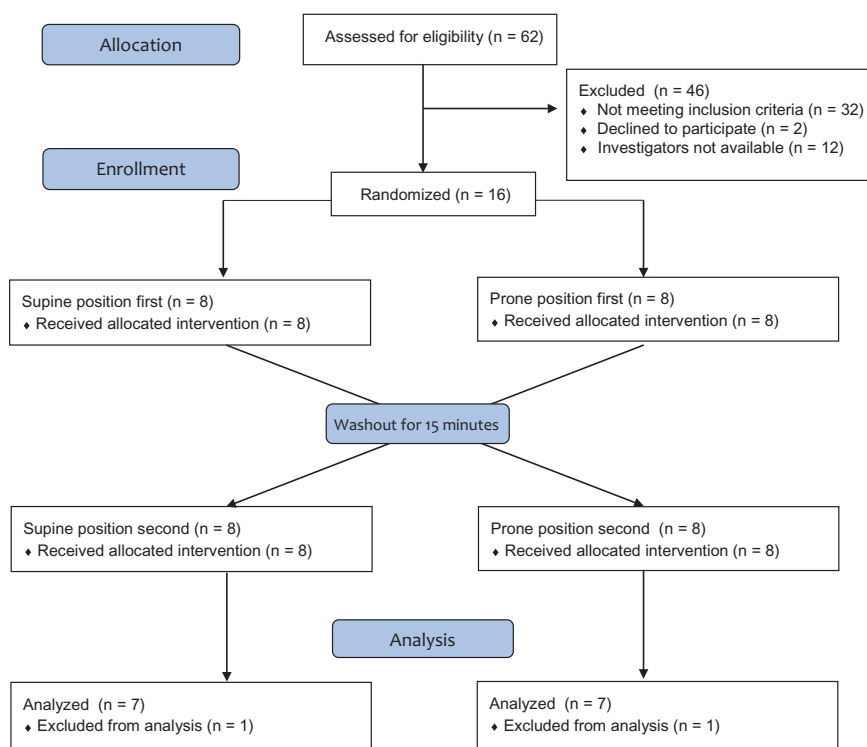 Allocation
Assessed for eligibility (n = 62)
Excluded (n = 46)
♦ Not meeting inclusion criteria (n = 32)
♦ Declined to participate (n = 2)
♦ Investigators not available (n = 12)
Enrollment
Randomized (n = 16)
Supine position first (n = 8)
♦ Received allocated intervention (n = 8)
Prone position first (n = 8)
♦ Received allocated intervention (n = 8)
Washout for 15 minutes
Supine position second (n = 8)
♦ Received allocated intervention (n = 8)
Prone position second (n = 8)
♦ Received allocated intervention (n = 8)
Analysis
Analyzed (n = 7)
♦ Excluded from analysis (n = 1)
Analyzed (n = 7)
♦ Excluded from analysis (n = 1)